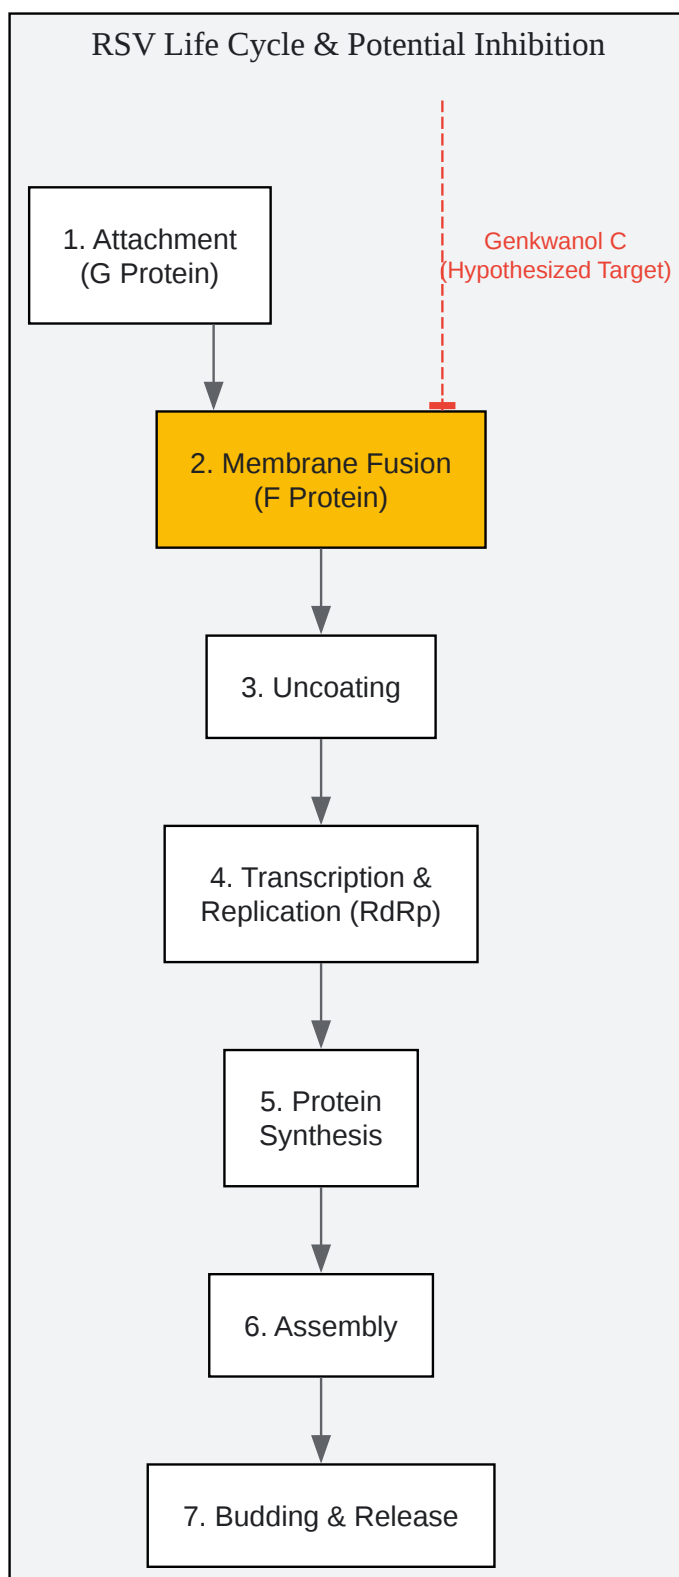 RSV Life Cycle & Potential Inhibition
1. Attachment
(G Protein)
Genkwanol C
(Hypothesized Target)
2. Membrane Fusion
(F Protein)
3. Uncoating
4. Transcription &
Replication (RdRp)
5. Protein
Synthesis
6. Assembly
7. Budding & Release